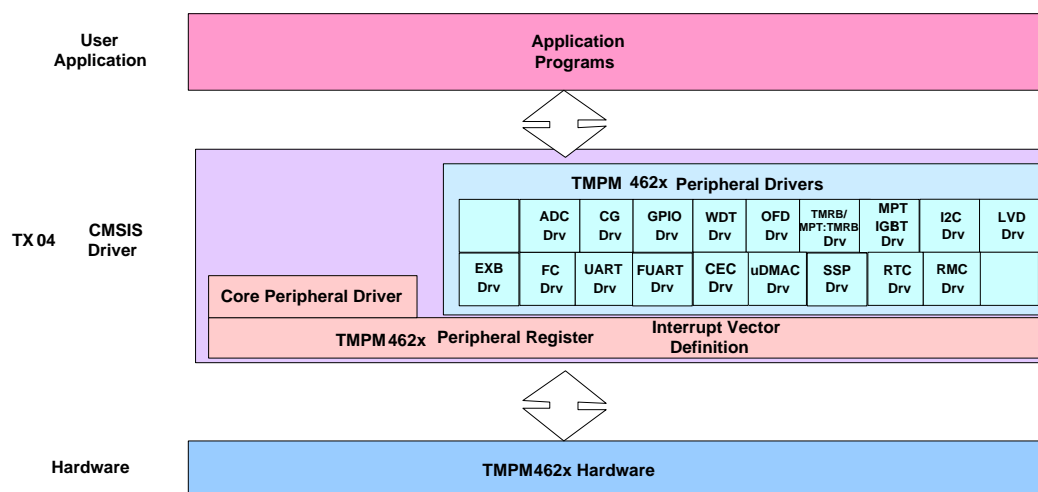 User
Application
Application
Programs
TMPM 462x Peripheral Drivers
ADC
Drv
CG
Drv
GPIO
Drv
WDT
Drv
OFD
Drv
TMRB/
MPT:TMRB
Drv
MPT
IGBT
Drv
I2C
Drv
LVD
Drv
TX 04
CMSIS
Driver
EXB
Drv
FC
Drv
UART
Drv
FUART
Drv
CEC
Drv
uDMAC
Drv
SSP
Drv
RTC
Drv
RMC
Drv
Core Peripheral Driver
TMPM 462x Peripheral Register
Interrupt Vector
Definition
Hardware
TMPM462x Hardware